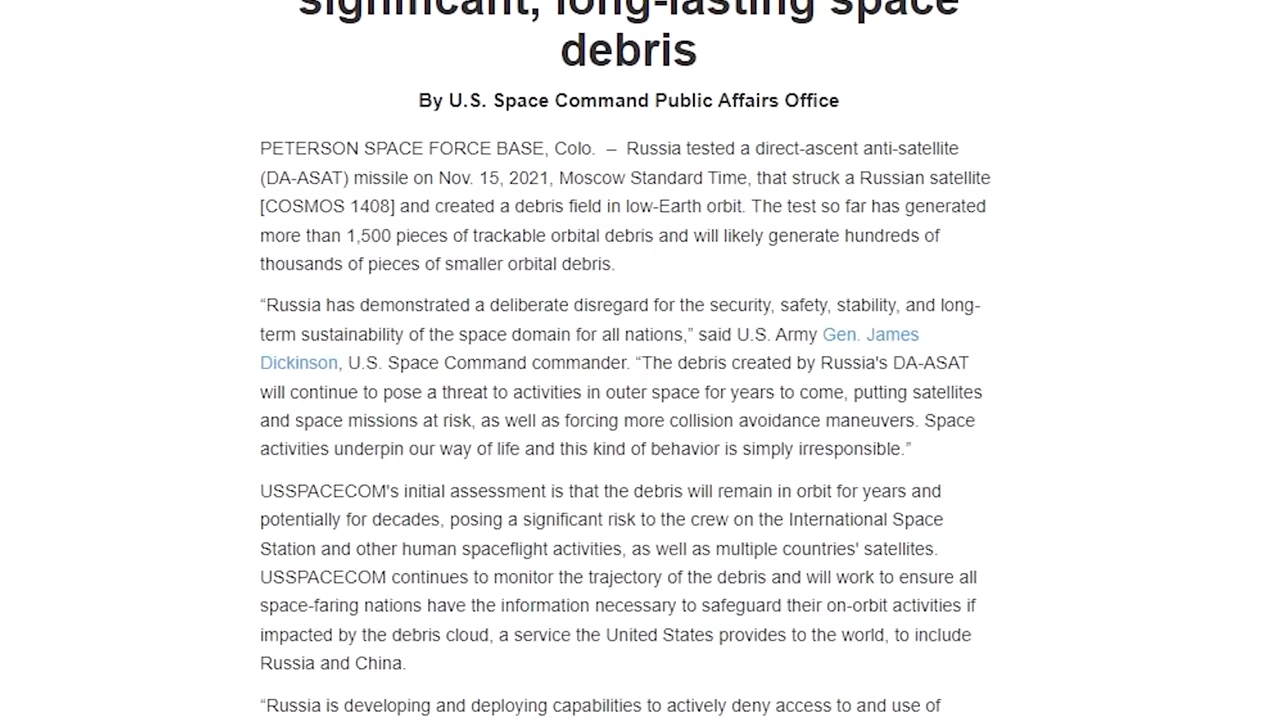 significant, long-lasting space
debris
By U.S. Space Command Public Affairs Office
PETERSON SPACE FORCE BASE, Colo. – Russia tested a direct-ascent anti-satellite
(DA-ASAT) missile on Nov. 15, 2021, Moscow Standard Time, that struck a Russian satellite
[COSMOS 1408] and created a debris field in low-Earth orbit. The test so far has generated
more than 1,500 pieces of trackable orbital debris and will likely generate hundreds of
thousands of pieces of smaller orbital debris.
“Russia has demonstrated a deliberate disregard for the security, safety, stability, and long-
term sustainability of the space domain for all nations,” said U.S. Army Gen. James
Dickinson, U.S. Space Command commander. “The debris created by Russia's DA-ASAT
will continue to pose a threat to activities in outer space for years to come, putting satellites
and space missions at risk, as well as forcing more collision avoidance maneuvers. Space
activities underpin our way of life and this kind of behavior is simply irresponsible.”
USSPACECOM's initial assessment is that the debris will remain in orbit for years and
potentially for decades, posing a significant risk to the crew on the International Space
Station and other human spaceflight activities, as well as multiple countries' satellites.
USSPACECOM continues to monitor the trajectory of the debris and will work to ensure all
space-faring nations have the information necessary to safeguard their on-orbit activities if
impacted by the debris cloud, a service the United States provides to the world, to include
Russia and China.
“Russia is developing and deploying capabilities to actively deny access to and use of